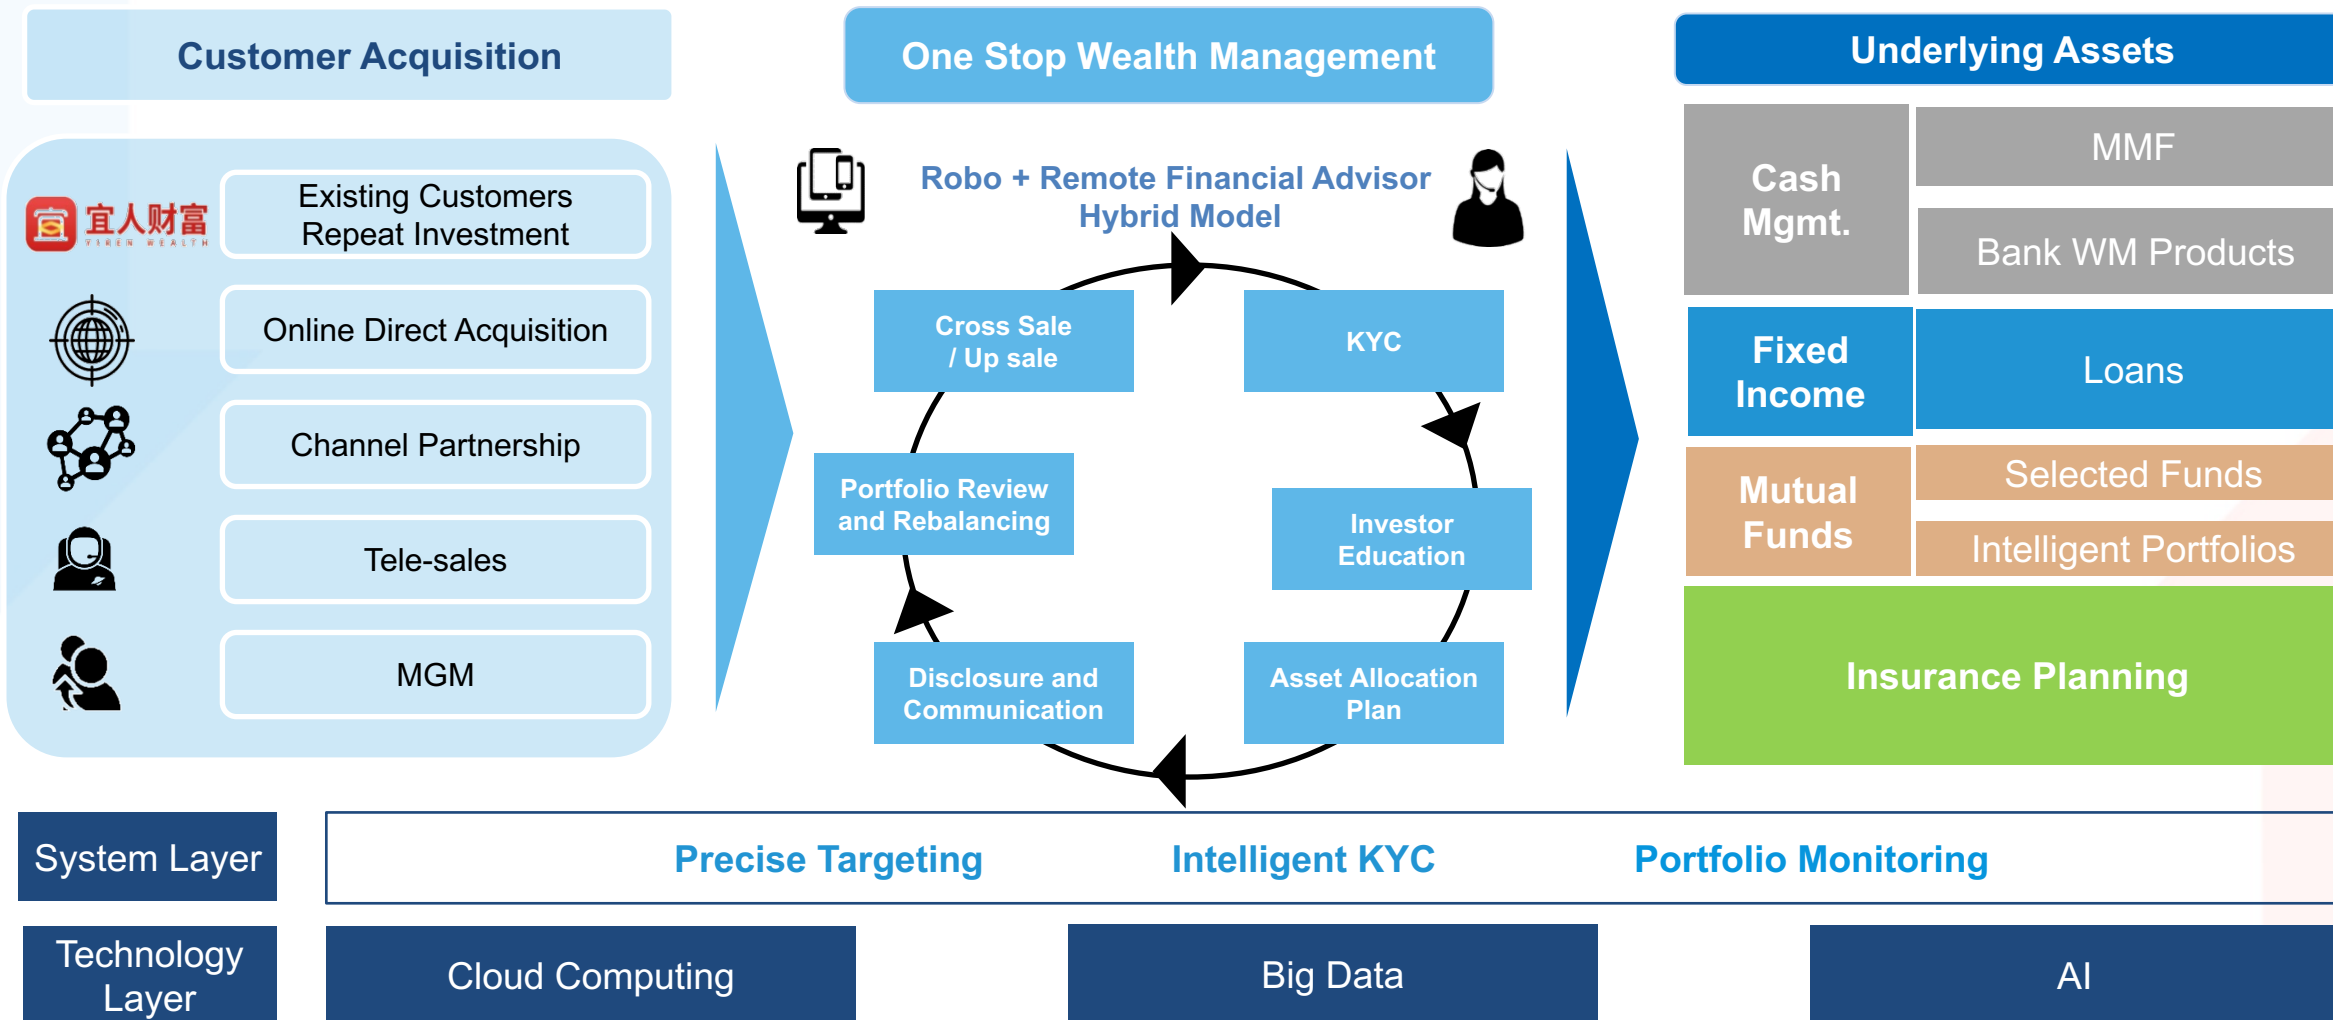 Customer Acquisition
One Stop Wealth Management
Underlying Assets
宜人财富
YIREN WEALTH
Existing Customers
Repeat Investment
Online Direct Acquisition
Channel Partnership
Tele-sales
MGM
Robo + Remote Financial Advisor
Hybrid Model
Cross Sale
/ Up sale
KYC
Investor
Education
Asset Allocation
Plan
Disclosure and
Communication
Portfolio Review
and Rebalancing
Cash
Mgmt.
MMF
Bank WM Products
Fixed
Income
Loans
Mutual
Funds
Selected Funds
Intelligent Portfolios
Insurance Planning
System Layer
Precise Targeting
Intelligent KYC
Portfolio Monitoring
Technology
Layer
Cloud Computing
Big Data
AI